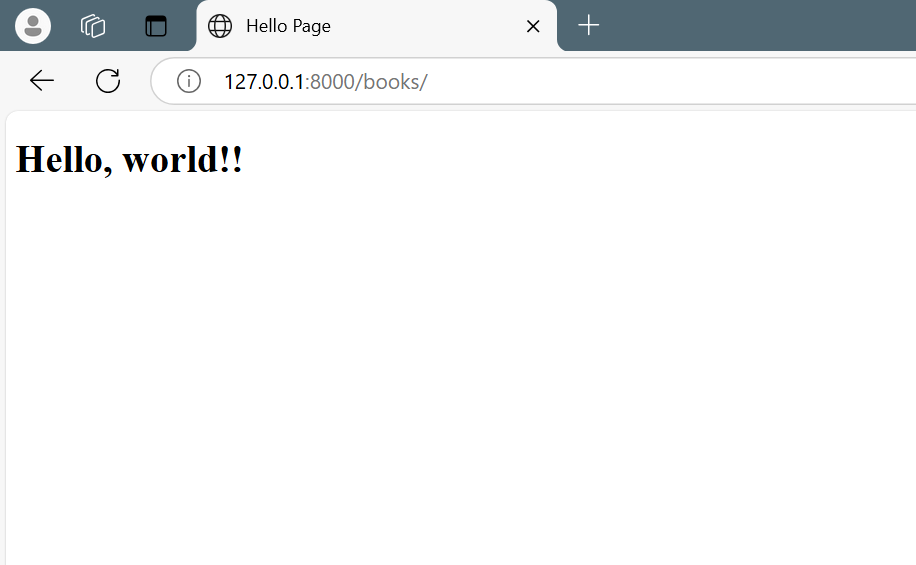 Hello Page
127.0.0.1:8000/books/
Hello, world!!